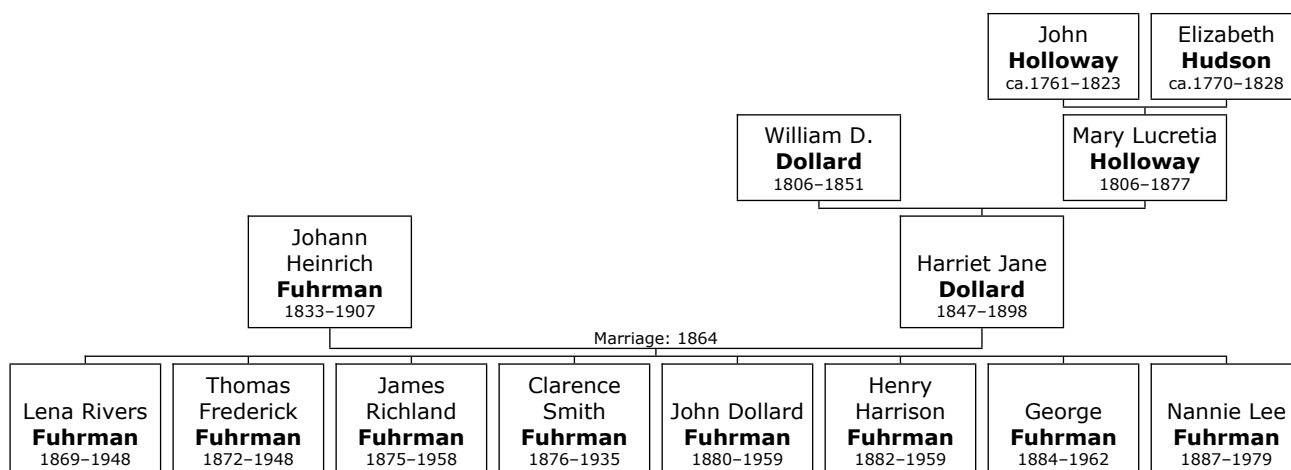 John
Holloway
ca.1761–1823
Elizabeth
Hudson
ca.1770–1828
William D.
Dollard
1806–1851
Mary Lucretia
Holloway
1806–1877
Johann
Heinrich
Fuhrman
1833–1907
Harriet Jane
Dollard
1847–1898
Marriage: 1864
Lena Rivers
Fuhrman
1869–1948
Thomas
Frederick
Fuhrman
1872–1948
James
Richland
Fuhrman
1875–1958
Clarence
Smith
Fuhrman
1876–1935
John Dollard
Fuhrman
1880–1959
Henry
Harrison
Fuhrman
1882–1959
George
Fuhrman
1884–1962
Nannie Lee
Fuhrman
1887–1979